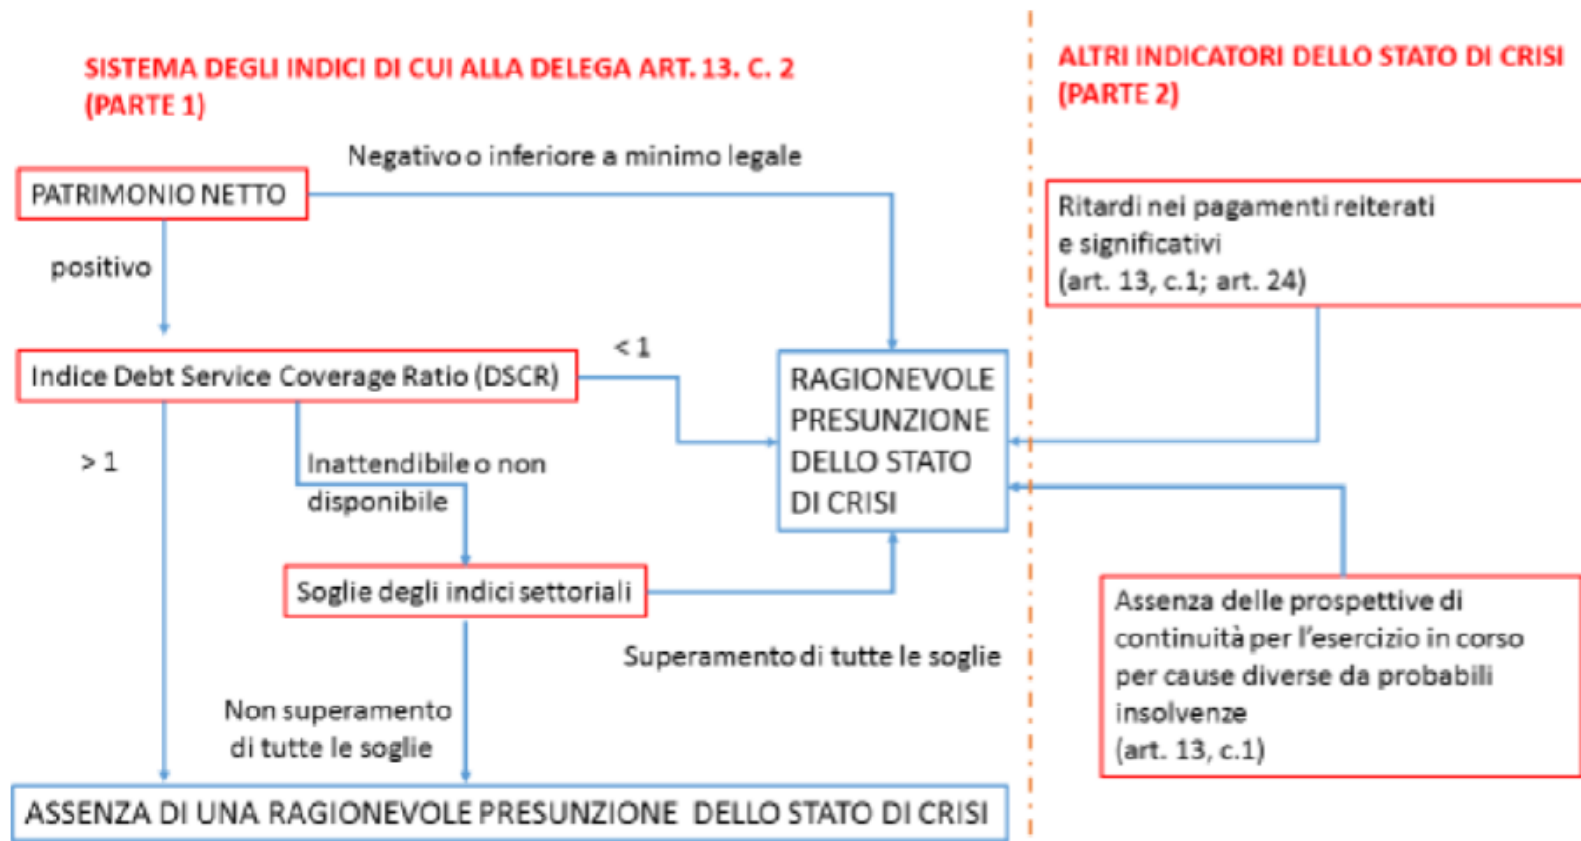 SISTEMA DEGLI INDICI DI CUI ALLA DELEGA ART. 13. C. 2
(PARTE 1)
ALTRI INDICATORI DELLO STATO DI CRISI
(PARTE 2)
Negativo o inferiore a minimo legale
PATRIMONIO NETTO
positivo
Ritardi nei pagamenti reiterati
e significativi
(art. 13, c.1; art. 24)
< 1
Indice Debt Service Coverage Ratio (DSCR)
RAGIONEVOLE
PRESUNZIONE
DELLO STATO
DI CRISI
> 1
Inattendibile o non
disponibile
Soglie degli indici settoriali
Superamento di tutte le soglie
Assenza delle prospettive di
continuità per l'esercizio in corso
per cause diverse da probabili
insolvenze
(art. 13, c.1)
Non superamento
di tutte le soglie
ASSENZA DI UNA RAGIONEVOLE PRESUNZIONE DELLO STATO DI CRISI